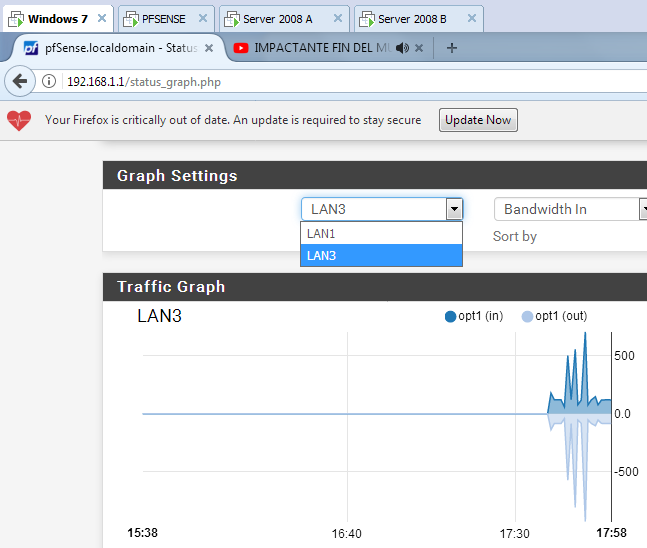 Windows 7
PFSENSE
Server 2008 A
Server 2008 B
pf
pfSense.localdomain - Status
IMPACTANTE FIN DEL MU
192.168.1.1/status_graph.php
Your Firefox is critically out of date. An update is required to stay secure
Update Now
Graph Settings
LAN3
Bandwidth In
LAN1
LAN3
Sort by
Traffic Graph
LAN3
opt1 (in)
opt1 (out)
500
0.0
-500
15:38
16:40
17:30
17:58